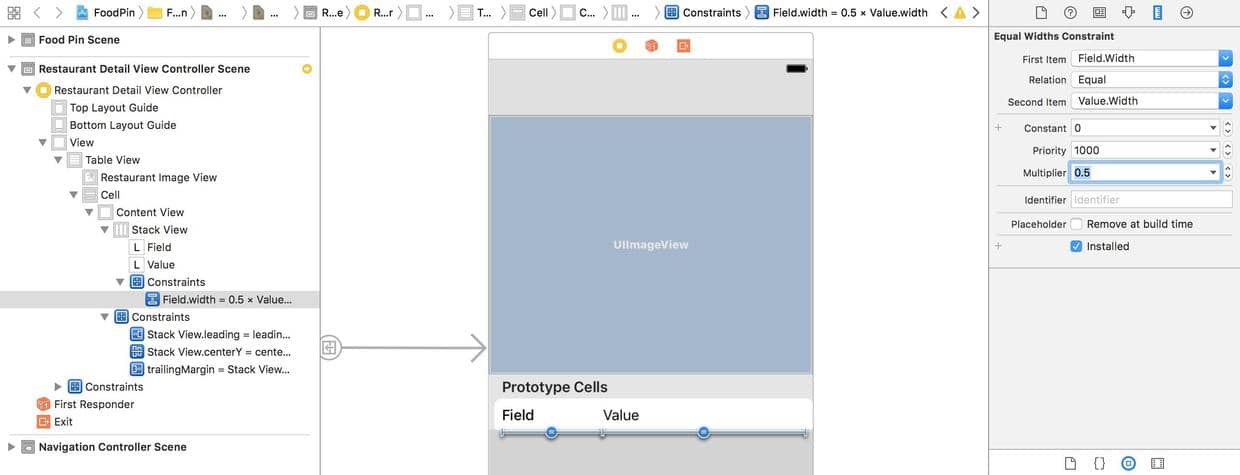 FoodPin F...n ... ... R...e R...r ... T... Cell C... ... Constraints Field.width = 0.5 × Value.width
Food Pin Scene
Restaurant Detail View Controller Scene
Restaurant Detail View Controller
Top Layout Guide
Bottom Layout Guide
View
Table View
Restaurant Image View
Cell
Content View
Stack View
L Field
L Value
Constraints
Field.width = 0.5 × Value...
Constraints
Stack View.leading = leadin...
Stack View.centerY = cente...
trailingMargin = Stack View...
Constraints
First Responder
Exit
Navigation Controller Scene
UIImageView
Prototype Cells
Field Value
Equal Widths Constraint
First Item Field.Width
Relation Equal
Second Item Value.Width
Constant 0
Priority 1000
Multiplier 0.5
Identifier Identifier
Placeholder Remove at build time
Installed